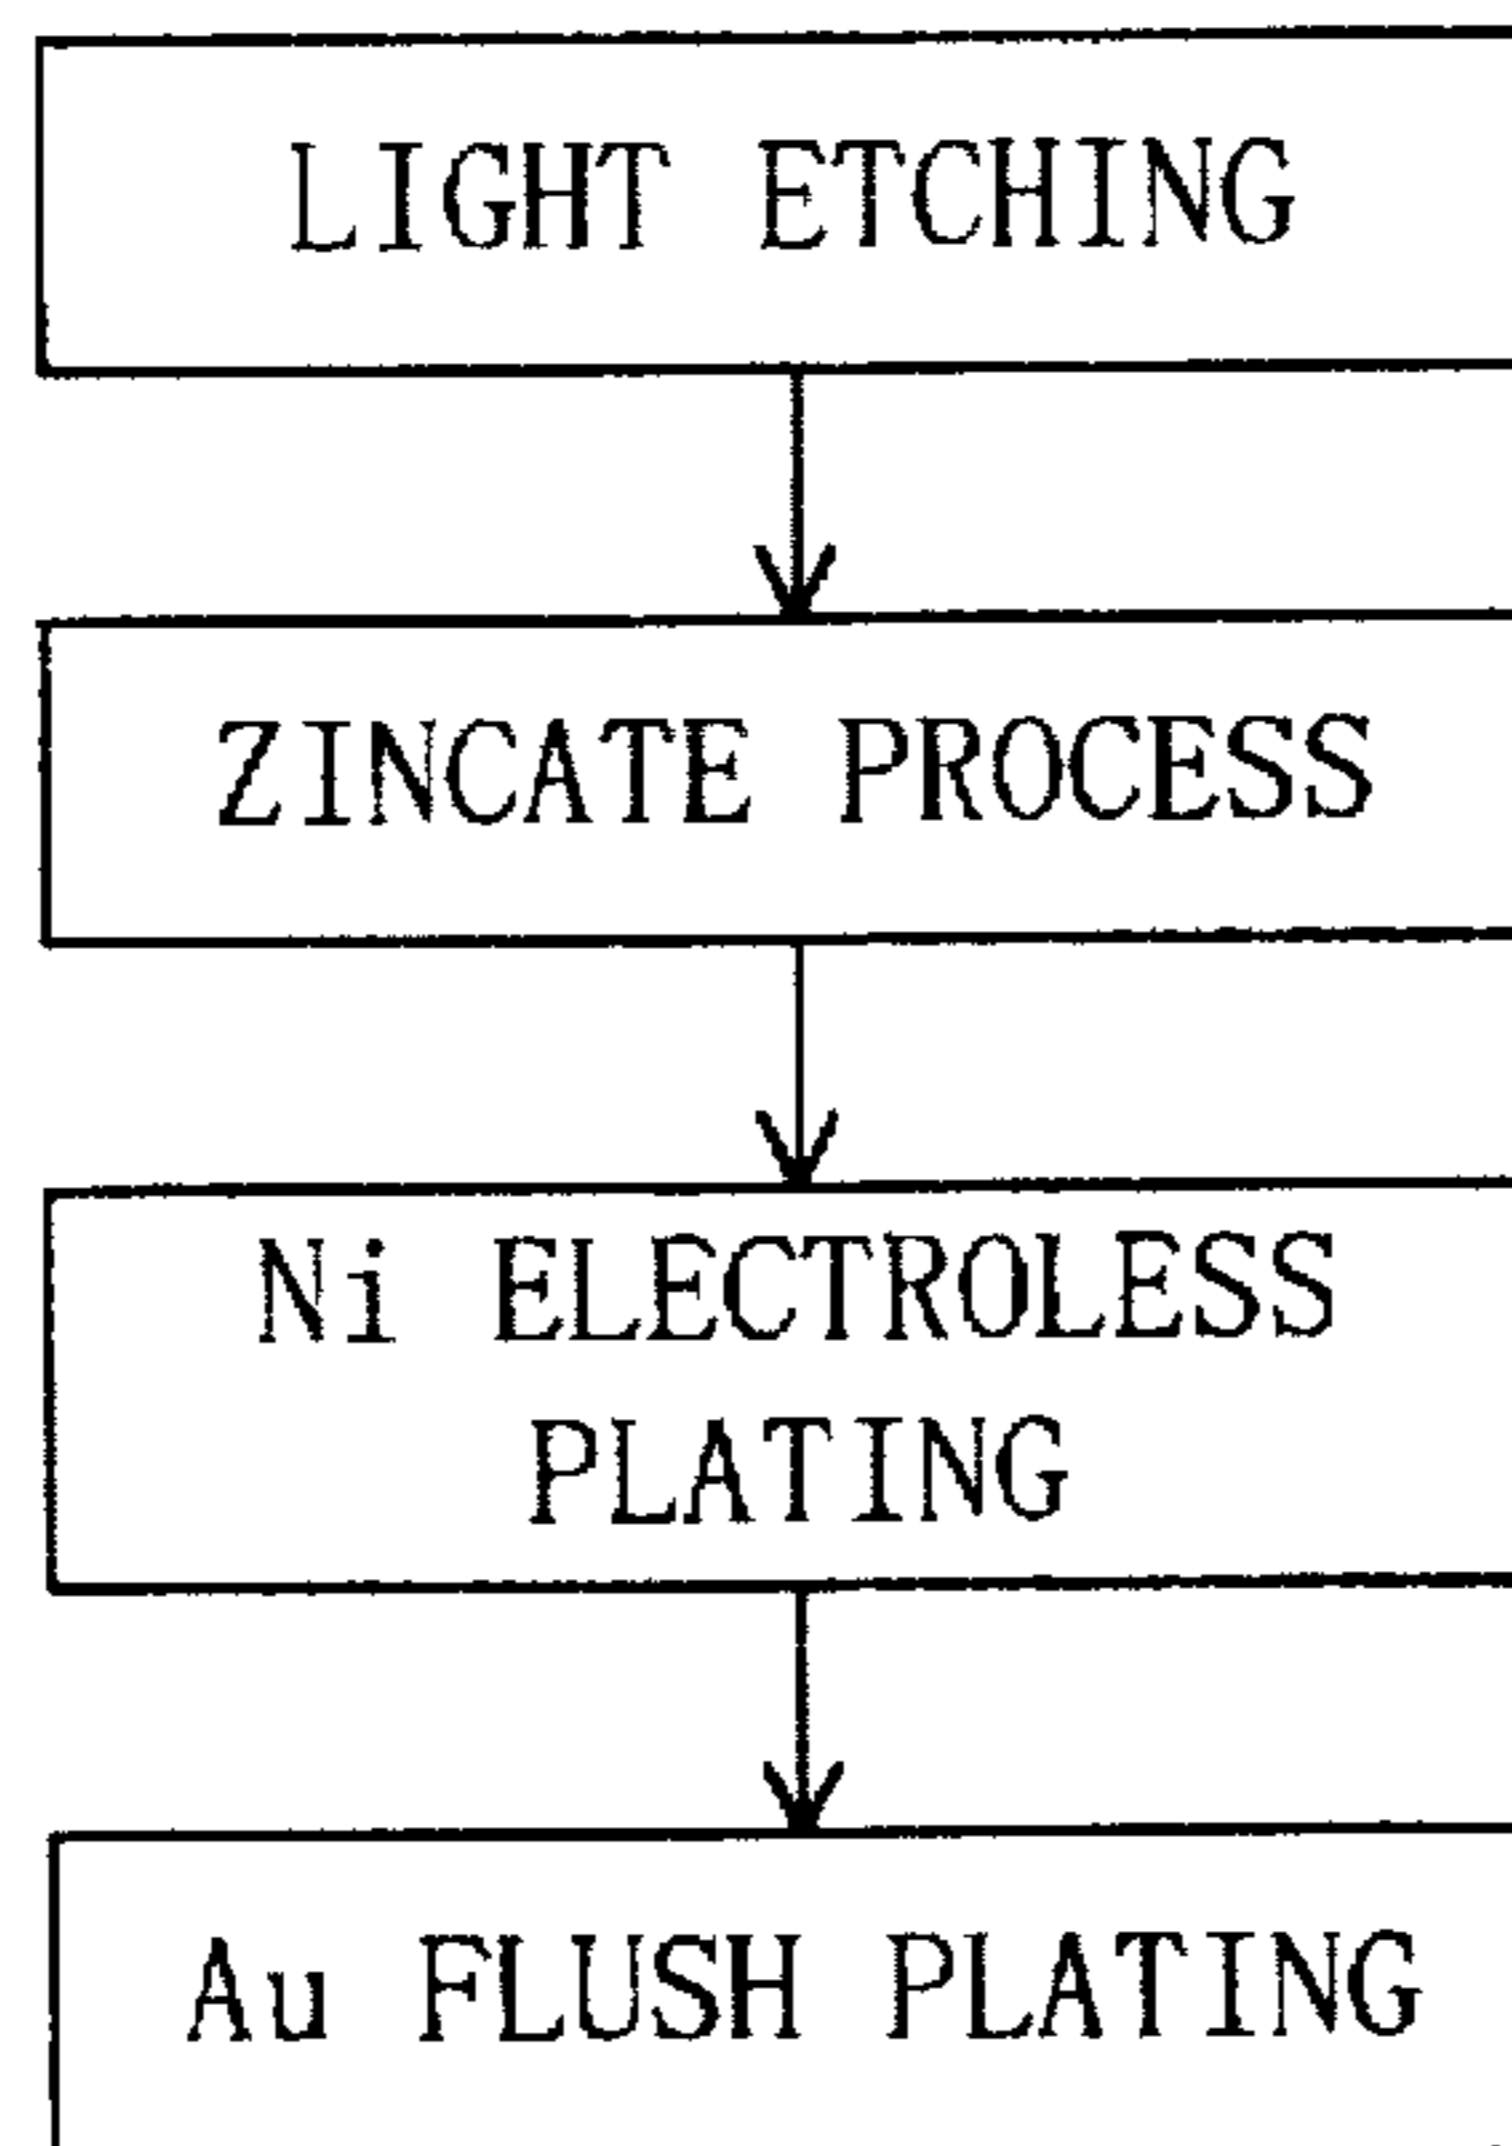 LIGHT ETCHING
ZINCATE PROCESS
Ni ELECTROLESS
PLATING
Au FLUSH PLATING